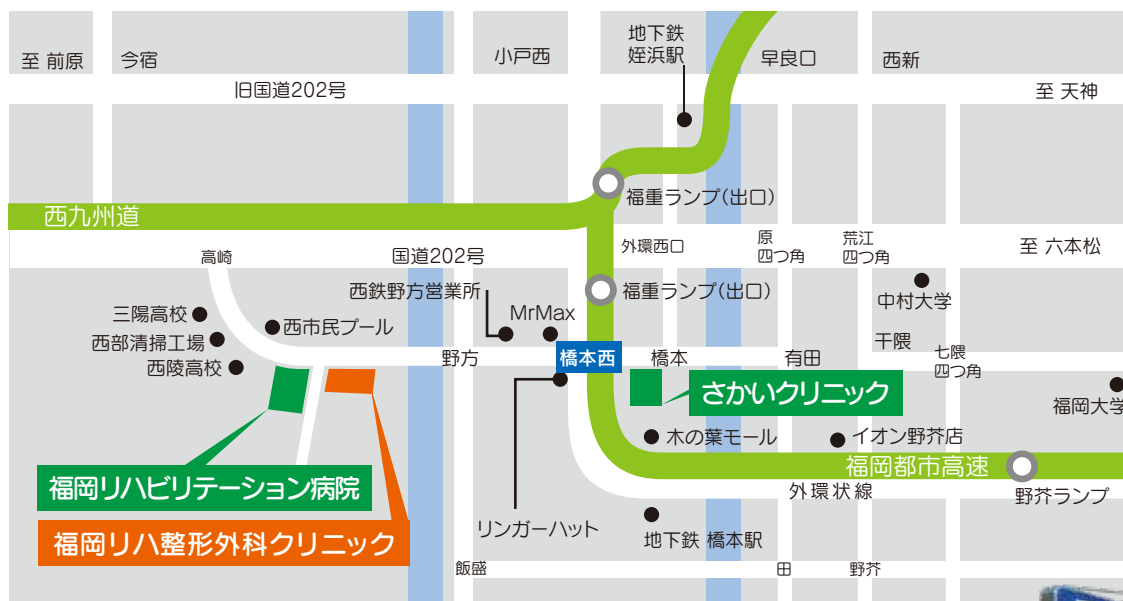 地下鉄
姪浜駅
至 前原
今宿
小戸西
早良口
西新
旧国道202号
至 天神
福重ランプ(出口)
西九州道
高崎
国道202号
外環西口
原
四つ角
荒江
四つ角
至 六本松
西鉄野方営業所
福重ランプ(出口)
中村大学
三陽高校
西市民プール
MrMax
西部清掃工場
西陵高校
野方
橋本西
橋本
有田
干隈
七隈
四つ角
さかいクリニック
福岡大学
木の葉モール
イオン野芥店
福岡都市高速
福岡リハビリテーション病院
外環状線
野芥ランプ
福岡リハ整形外科クリニック
リンガーハット
地下鉄 橋本駅
飯盛
田
野芥